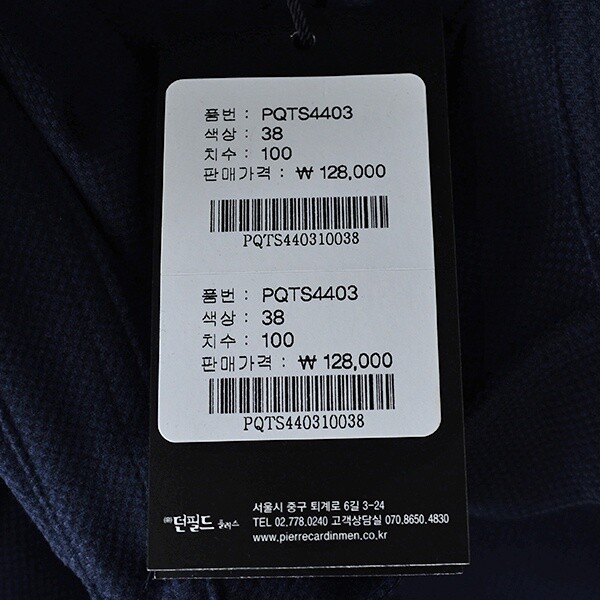 품번 : PQTS4403
색상 : 38
치수 : 100
판매가격 : ₩ 128,000
PQTS440310038
품번 : PQTS4403
색상 : 38
치수 : 100
판매가격 : ₩ 128,000
PQTS440310038
㈜던필드 플러스
서울시 중구 퇴계로 6길 3-24
TEL 02.778.0240 고객상담실 070.8650.4830
www.pierrecardinmen.co.kr